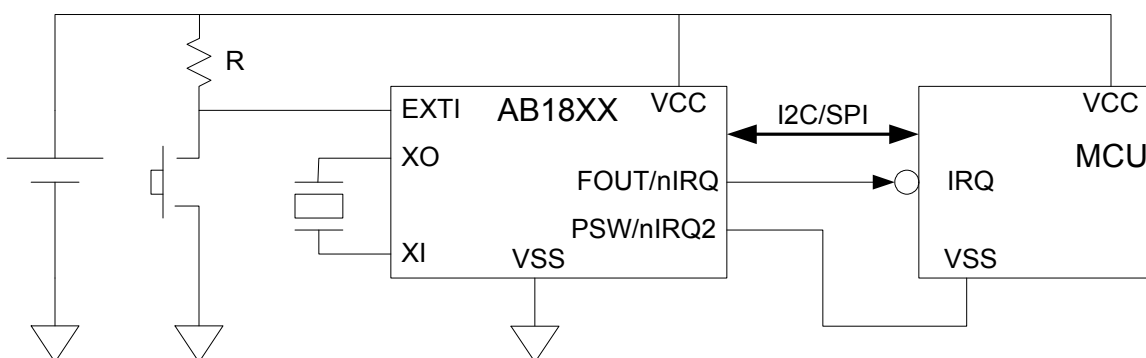 R
EXTI
AB18XX
VCC
I2C/SPI
VCC
MCU
XO
FOUT/nIRQ
IRQ
PSW/nIRQ2
XI
VSS
VSS